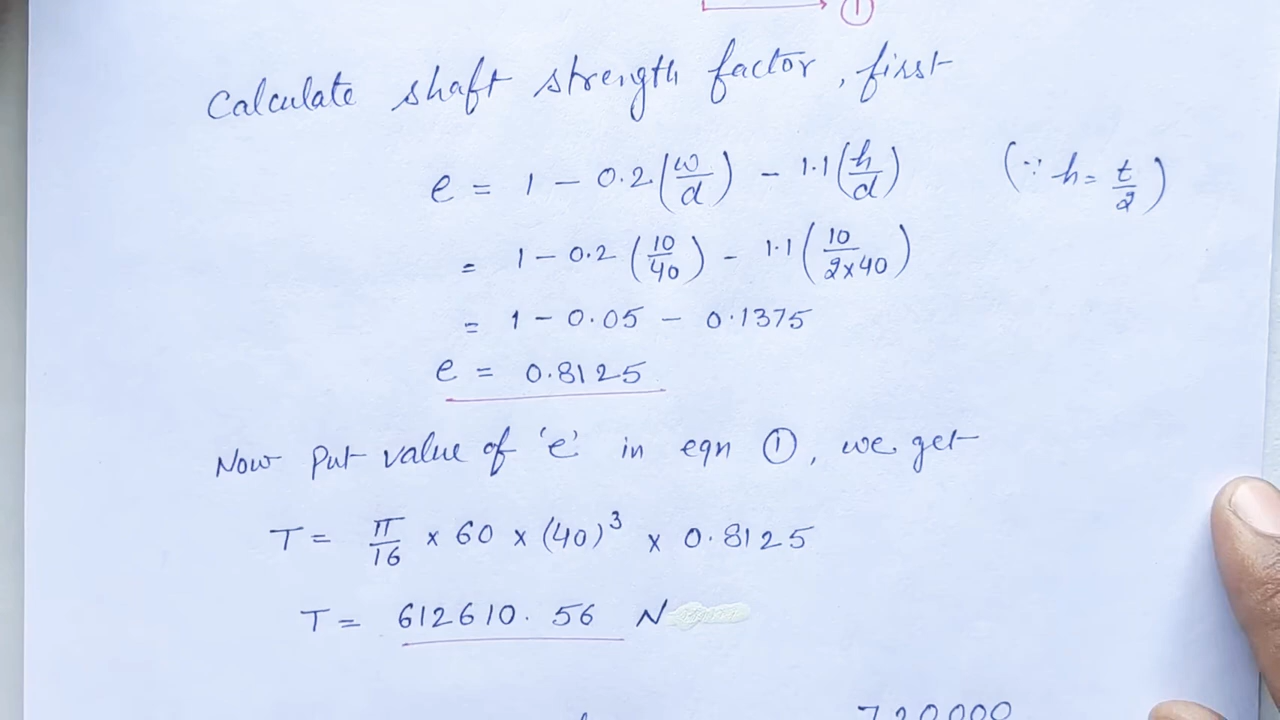 ①
Calculate shaft strength factor, first
e = 1 - 0.2 (w/d) - 1.1 (h/d) (∵ h = t/2)
= 1 - 0.2 (10/40) - 1.1 (10/2×40)
= 1 - 0.05 - 0.1375
e = 0.8125
Now put value of 'e' in eqn ①, we get
T = π/16 × 60 × (40)³ × 0.8125
T = 612610.56 N
720000